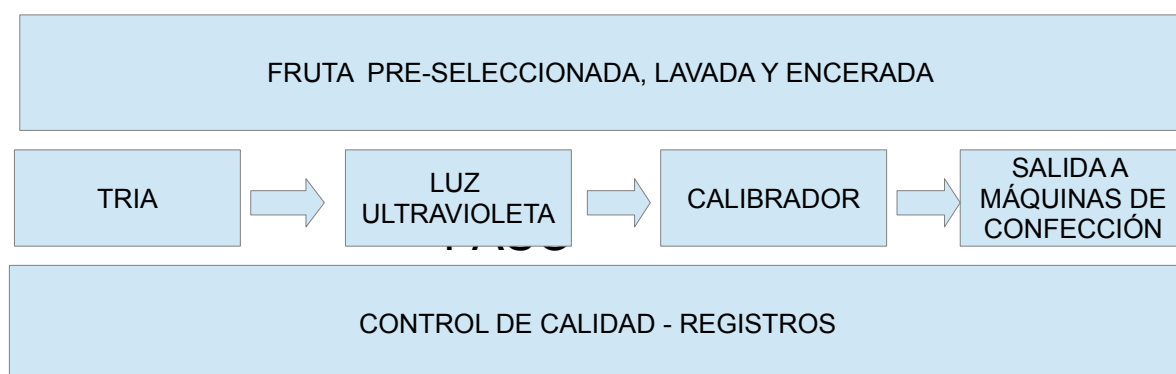 FRUTA PRE-SELECCIONADA, LAVADA Y ENCERADA
TRIA
LUZ
ULTRAVIOLETA
CALIBRADOR
SALIDA A
MÁQUINAS DE
CONFECCIÓN
CONTROL DE CALIDAD - REGISTROS